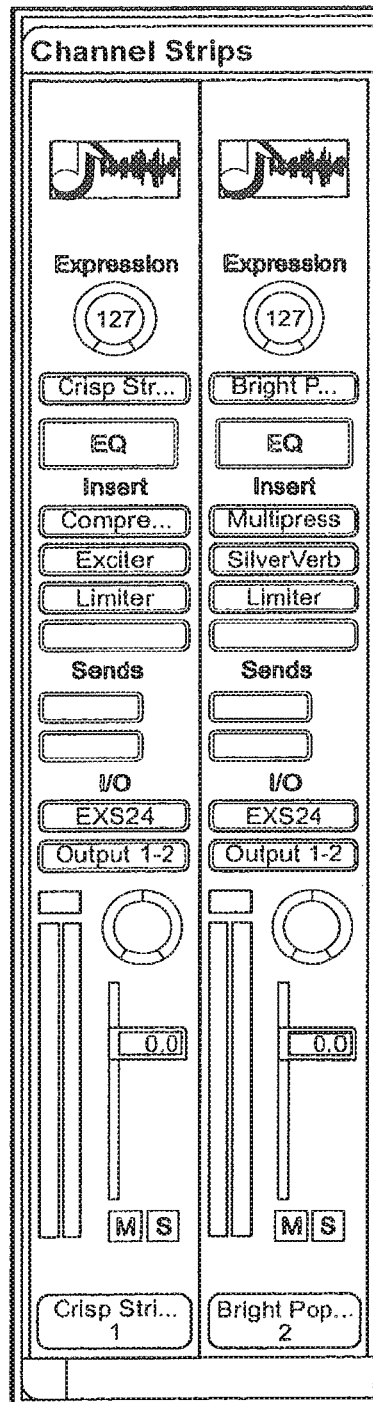 Channel Strips
Expression
127
Crisp Str...
EQ
Insert
Compre...
Exciter
Limiter
Sends
I/O
EXS24
Output 1-2
0.0
M S
Crisp Stri...
1
Expression
127
Bright P...
EQ
Insert
Multipress
SilverVerb
Limiter
Sends
I/O
EXS24
Output 1-2
0.0
M S
Bright Pop...
2